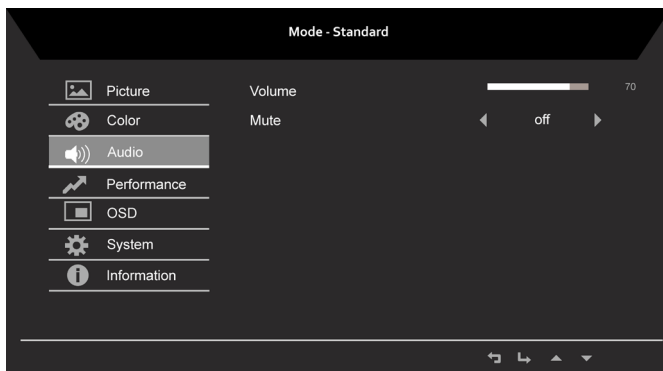 Mode - Standard
Picture
Volume
70
Color
Mute
off
Audio
Performance
OSD
System
Information